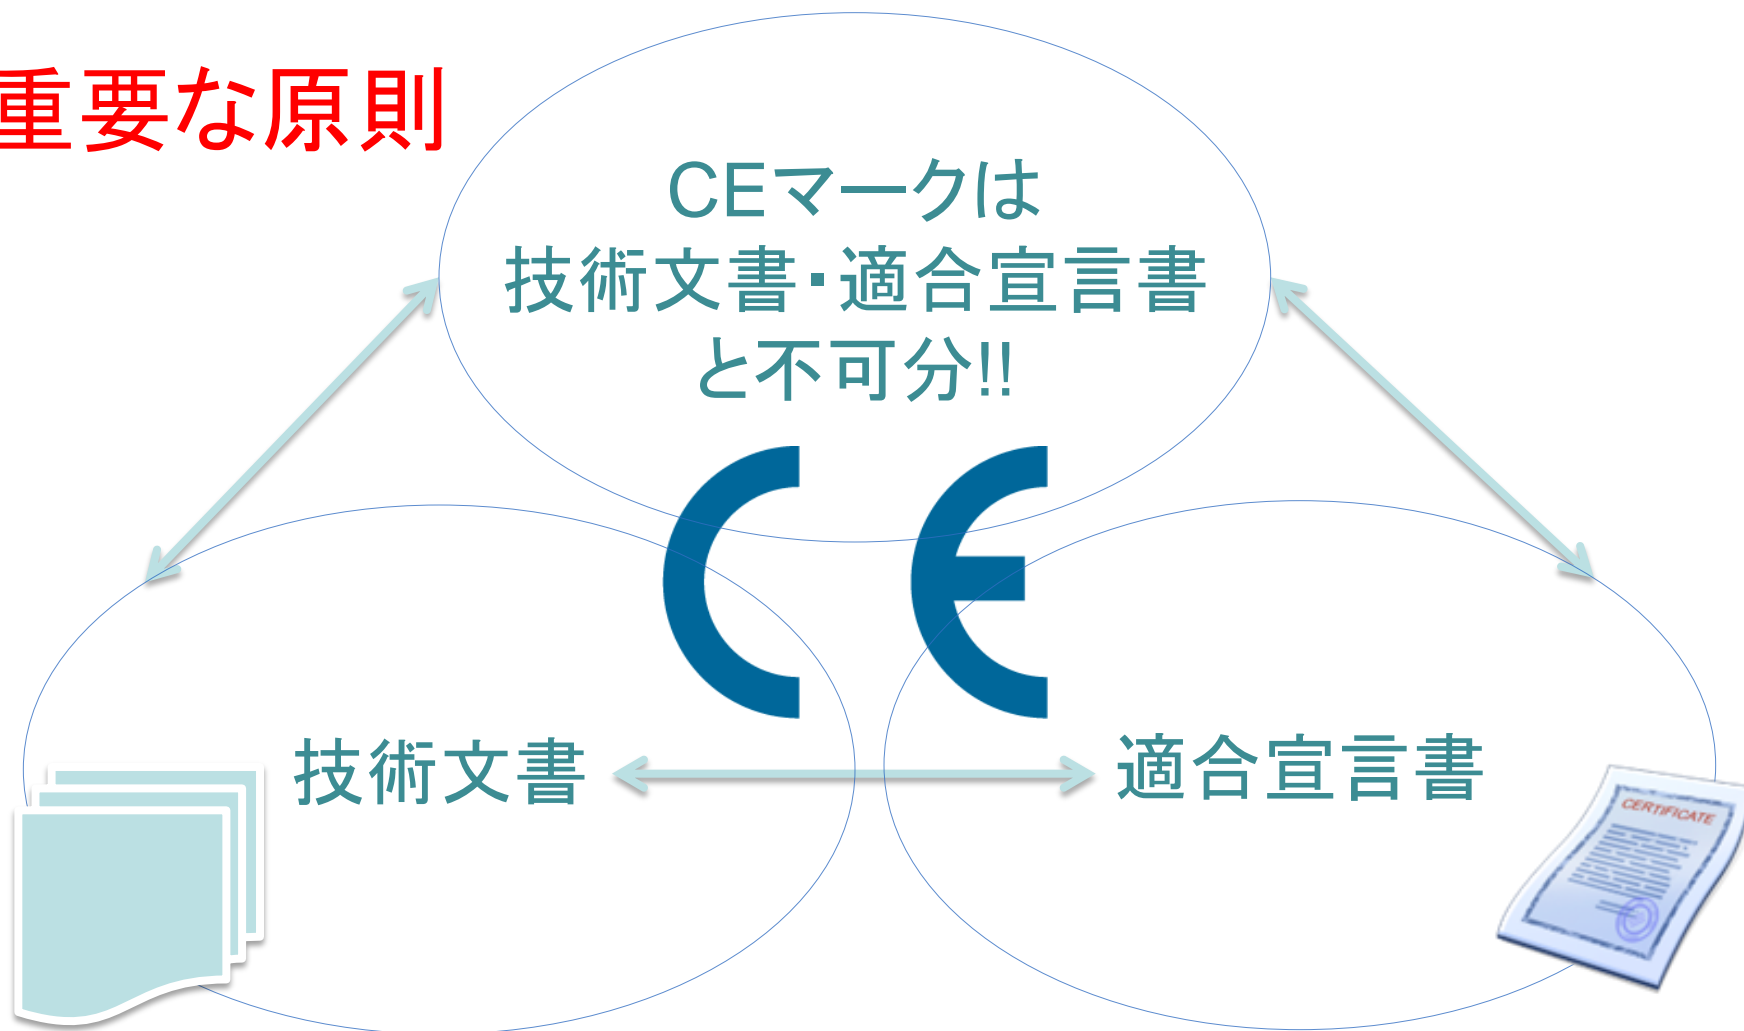 重要な原則
CEマークは
技術文書・適合宣言書
と不可分!!
CE
技術文書
適合宣言書
CERTIFICATE